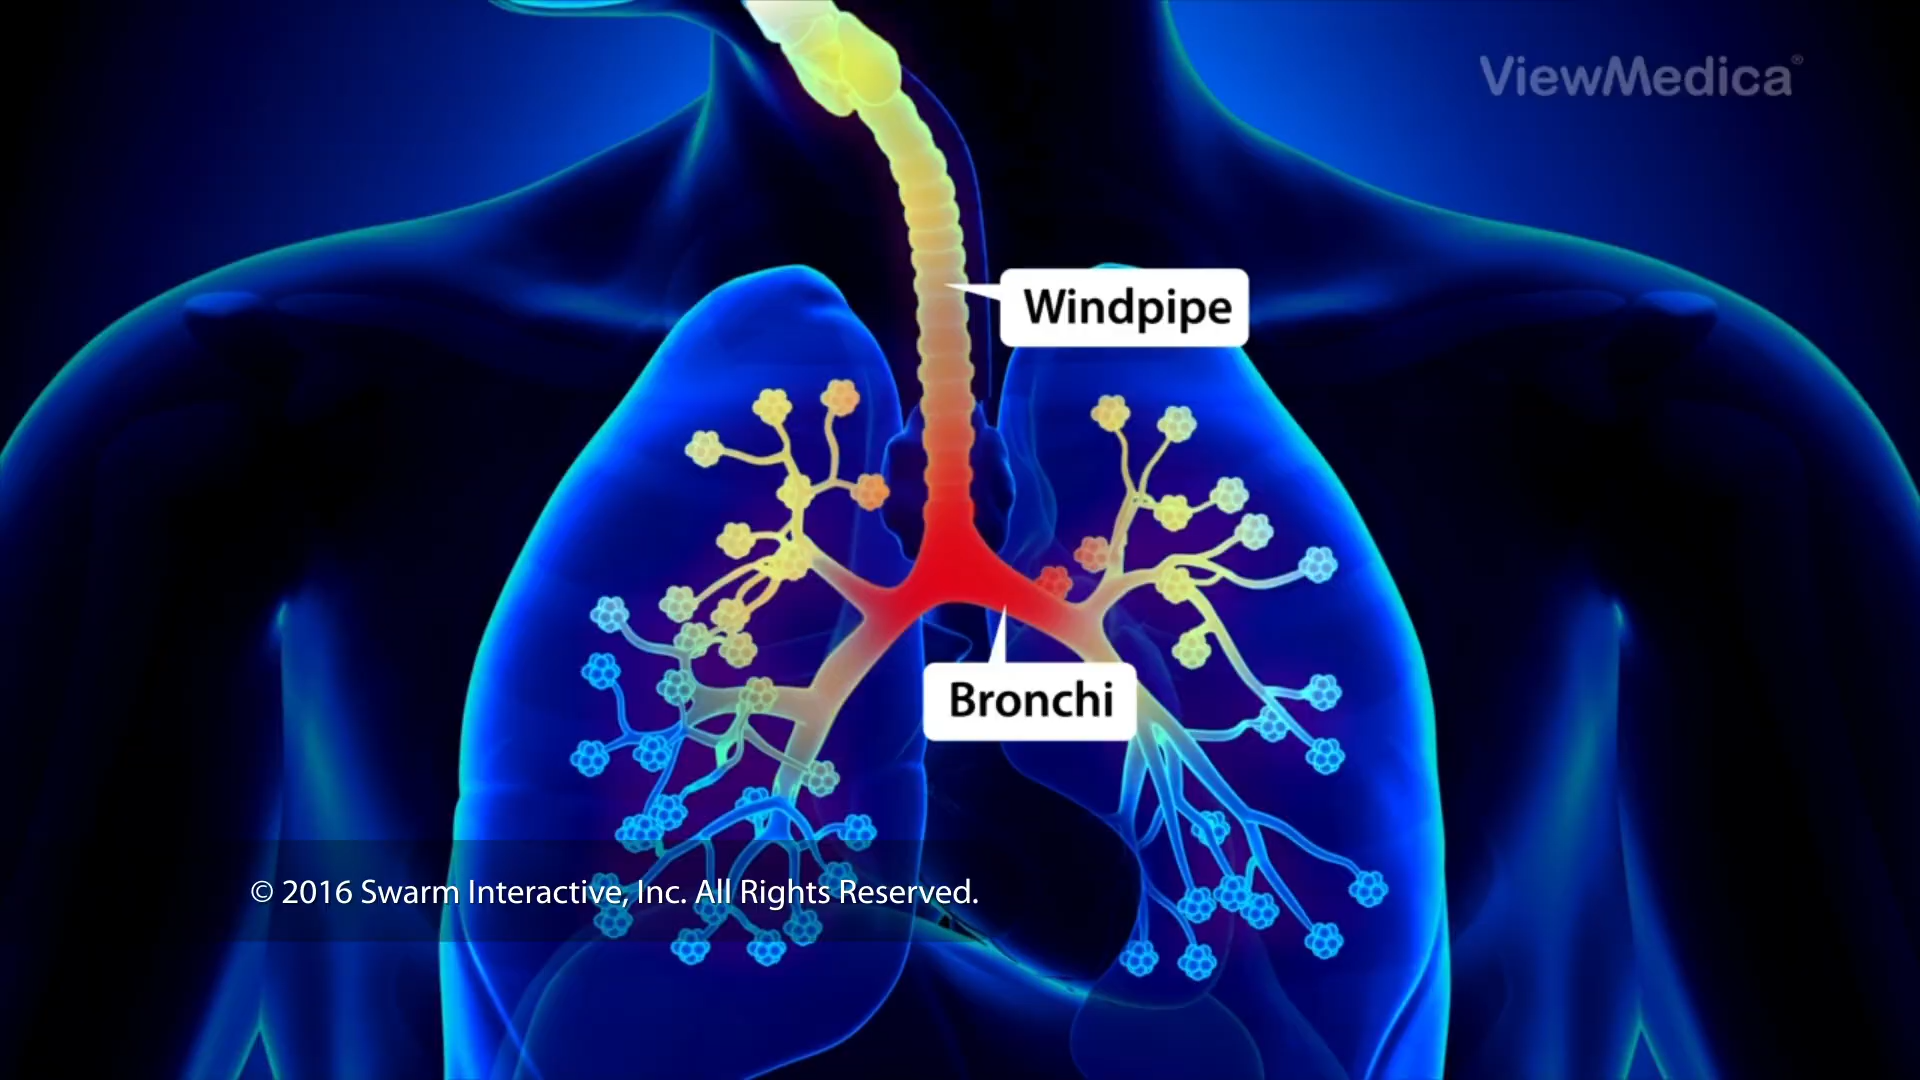 ViewMedica®
Windpipe
Bronchi
© 2016 Swarm Interactive, Inc. All Rights Reserved.